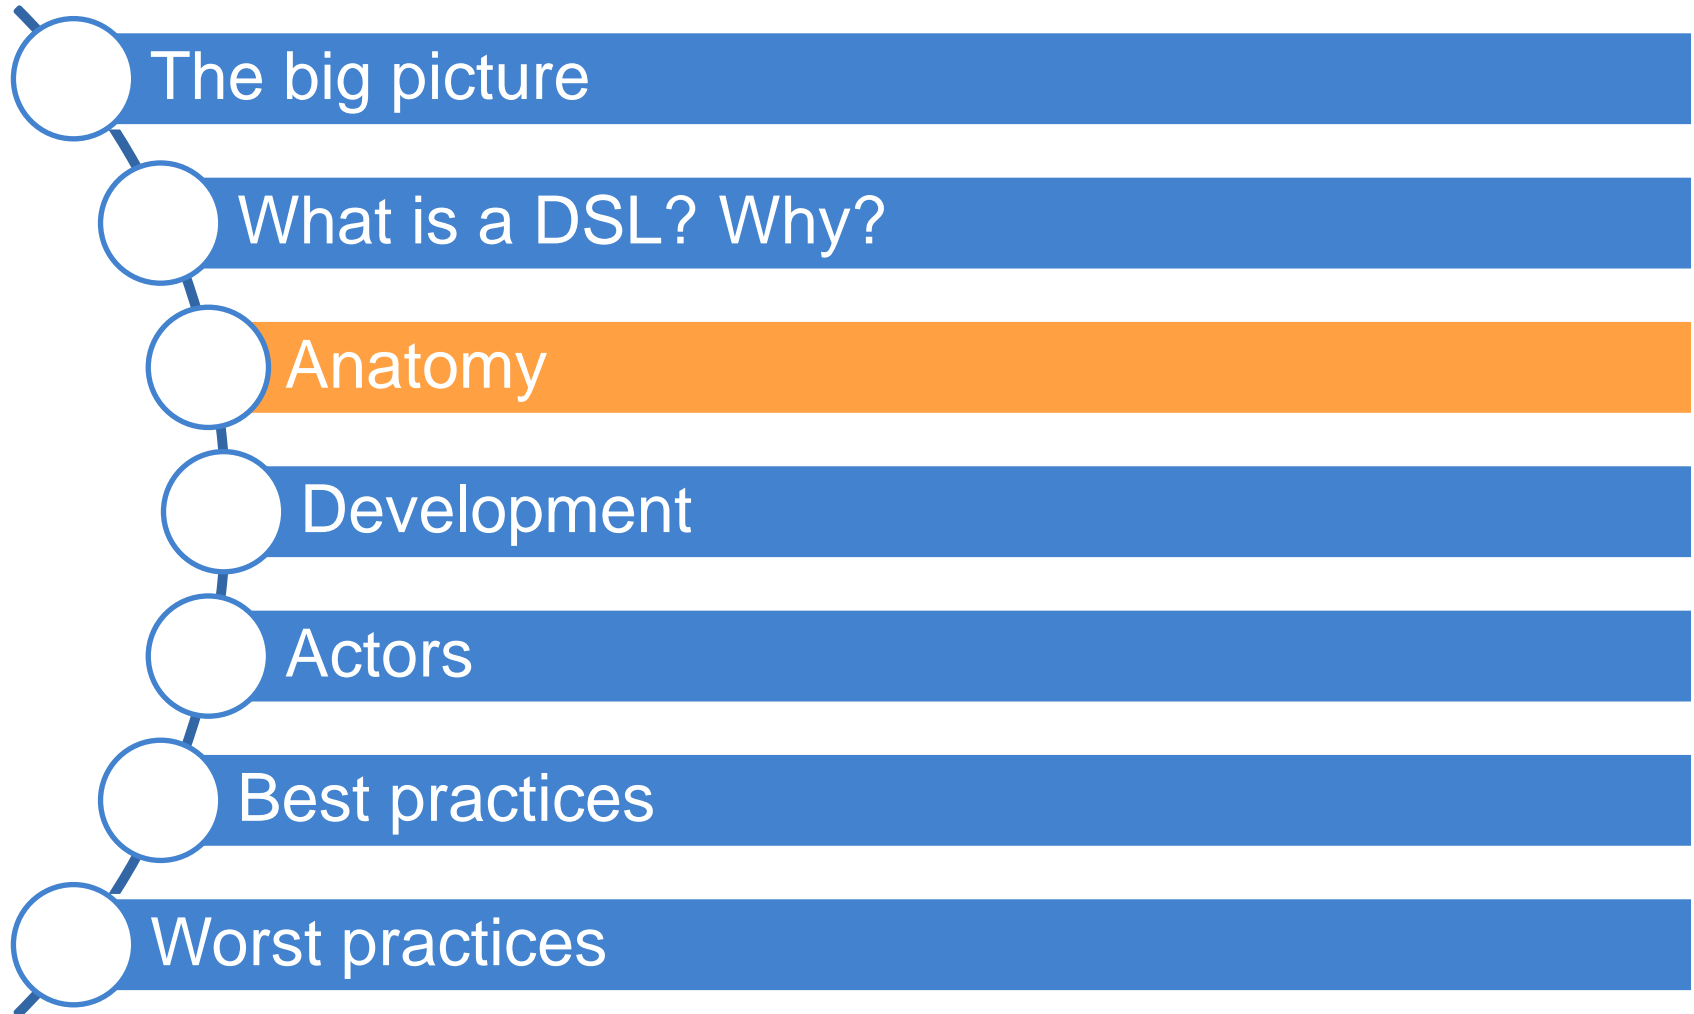 The big picture
What is a DSL? Why?
Anatomy
Development
Actors
Best practices
Worst practices